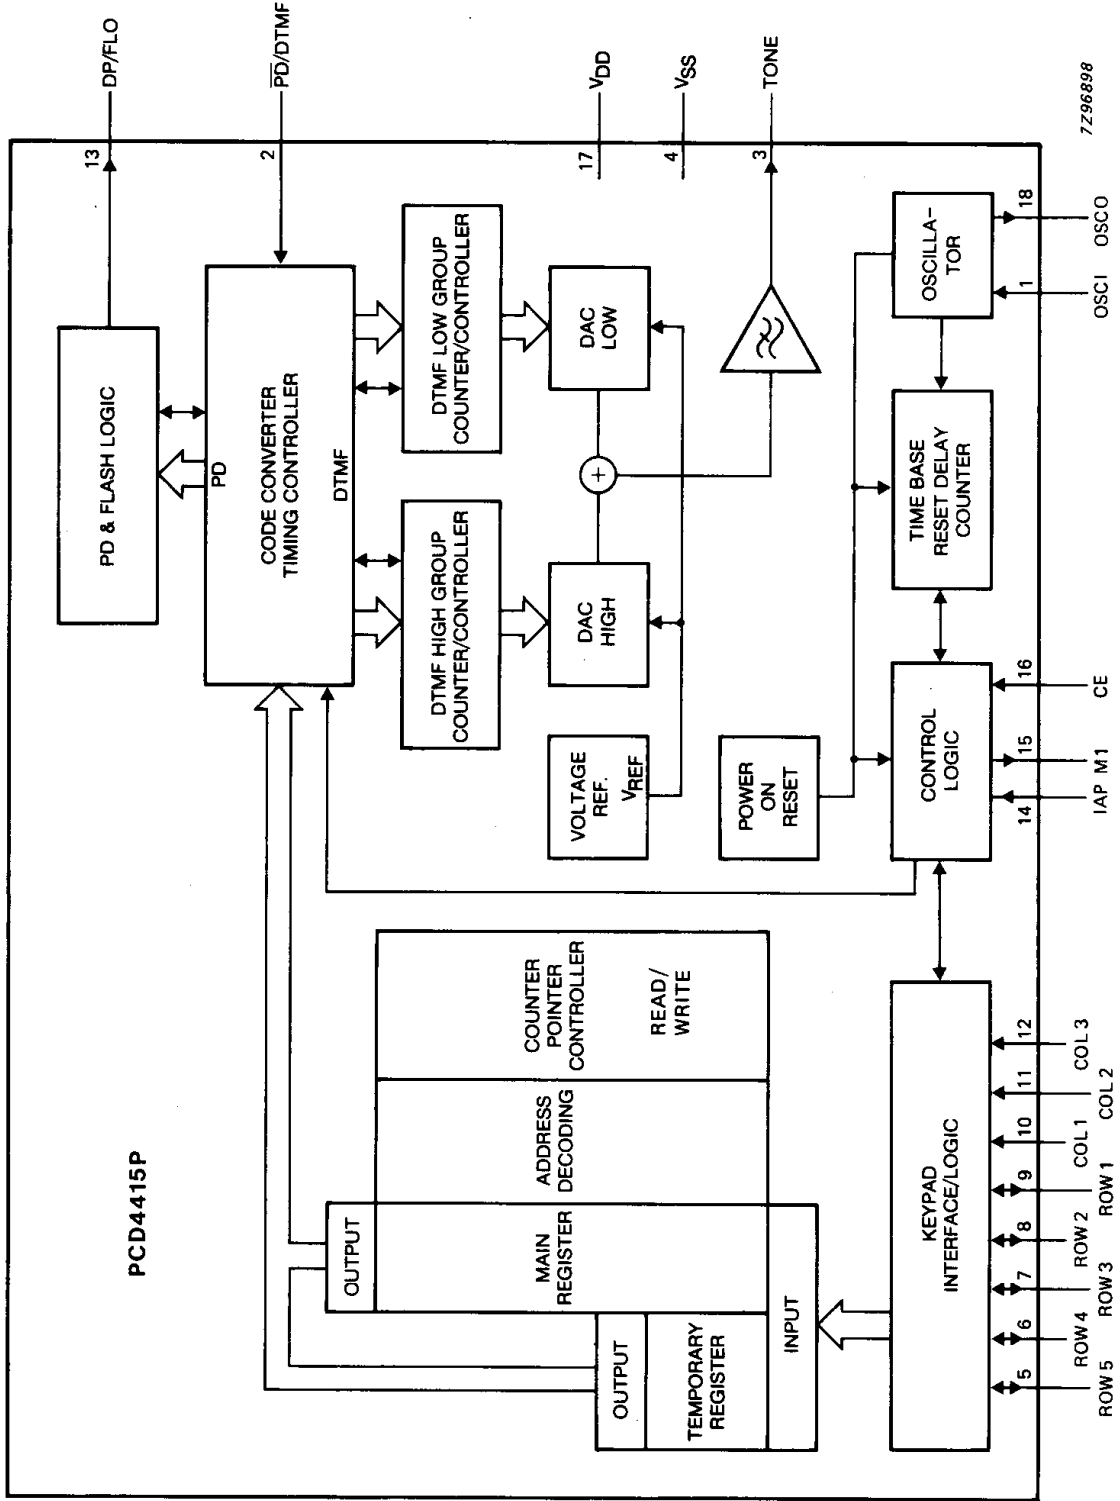 PCD4415P
PD & FLASH LOGIC
13
DP/FLO
PD
CODE CONVERTER
TIMING CONTROLLER
DTMF
2
PD/DTMF
DTMF HIGH GROUP
COUNTER/CONTROLLER
DTMF LOW GROUP
COUNTER/CONTROLLER
OUTPUT
MAIN
REGISTER
ADDRESS
DECODING
COUNTER
POINTER
CONTROLLER
READ/
WRITE
OUTPUT
TEMPORARY
REGISTER
INPUT
VOLTAGE
REF.
VREF
DAC
HIGH
+
DAC
LOW
17
VDD
4
VSS
3
TONE
POWER
ON
RESET
KEYPAD
INTERFACE/LOGIC
CONTROL
LOGIC
TIME BASE
RESET DELAY
COUNTER
OSCILLA-
TOR
5
6
7
8
9
10
11
12
14
15
16
1
18
ROW 5
ROW 4
ROW 3
ROW 2
ROW 1
COL 1
COL 2
COL 3
IAP
M1
CE
OSCI
OSCO
7Z96898